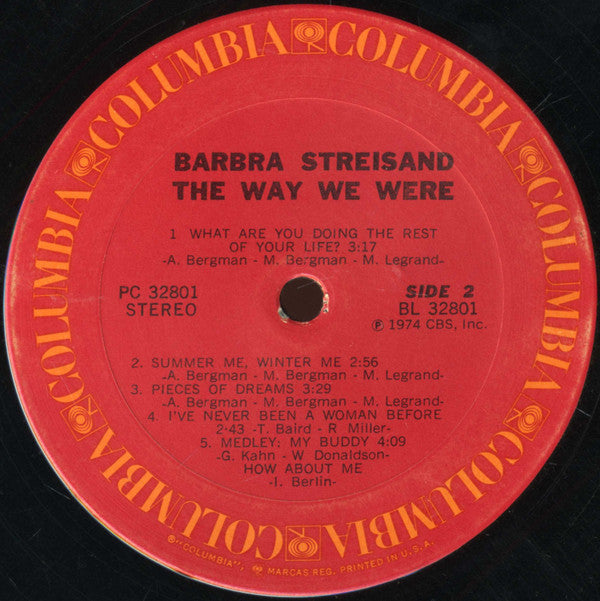 COLUMBIA COLUMBIA COLUMBIA COLUMBIA COLUMBIA COLUMBIA COLUMBIA
BARBRA STREISAND
THE WAY WE WERE
1 WHAT ARE YOU DOING THE REST
OF YOUR LIFE? 3:17
-A. Bergman - M. Bergman - M. Legrand-
PC 32801
STEREO
SIDE 2
BL 32801
℗ 1974 CBS, Inc.
2. SUMMER ME, WINTER ME 2:56
-A. Bergman - M. Bergman - M. Legrand-
3. PIECES OF DREAMS 3:29
-A. Bergman - M. Bergman - M. Legrand-
4. I'VE NEVER BEEN A WOMAN BEFORE
2:43 -T. Baird - R Miller-
5. MEDLEY: MY BUDDY 4:09
-G. Kahn - W Donaldson-
HOW ABOUT ME
-I. Berlin-
®"COLUMBIA", MARCAS REG. PRINTED IN U.S.A.